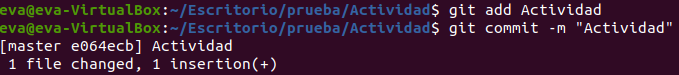 eva@eva-VirtualBox:~/Escritorio/prueba/Actividad$ git add Actividad
eva@eva-VirtualBox:~/Escritorio/prueba/Actividad$ git commit -m "Actividad"
[master e064ecb] Actividad
 1 file changed, 1 insertion(+)